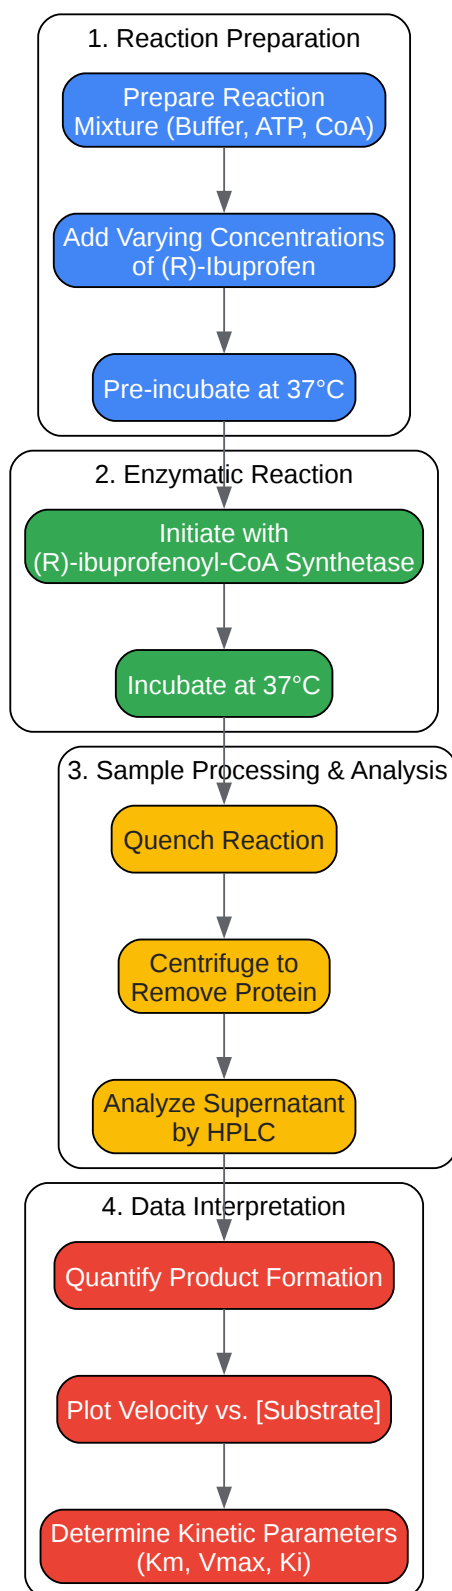 1. Reaction Preparation
Prepare Reaction
Mixture (Buffer, ATP, CoA)
Add Varying Concentrations
of (R)-Ibuprofen
Pre-incubate at 37°C
2. Enzymatic Reaction
Initiate with
(R)-ibuprofenoyl-CoA Synthetase
Incubate at 37°C
3. Sample Processing & Analysis
Quench Reaction
Centrifuge to
Remove Protein
Analyze Supernatant
by HPLC
4. Data Interpretation
Quantify Product Formation
Plot Velocity vs. [Substrate]
Determine Kinetic Parameters
(Km, Vmax, Ki)